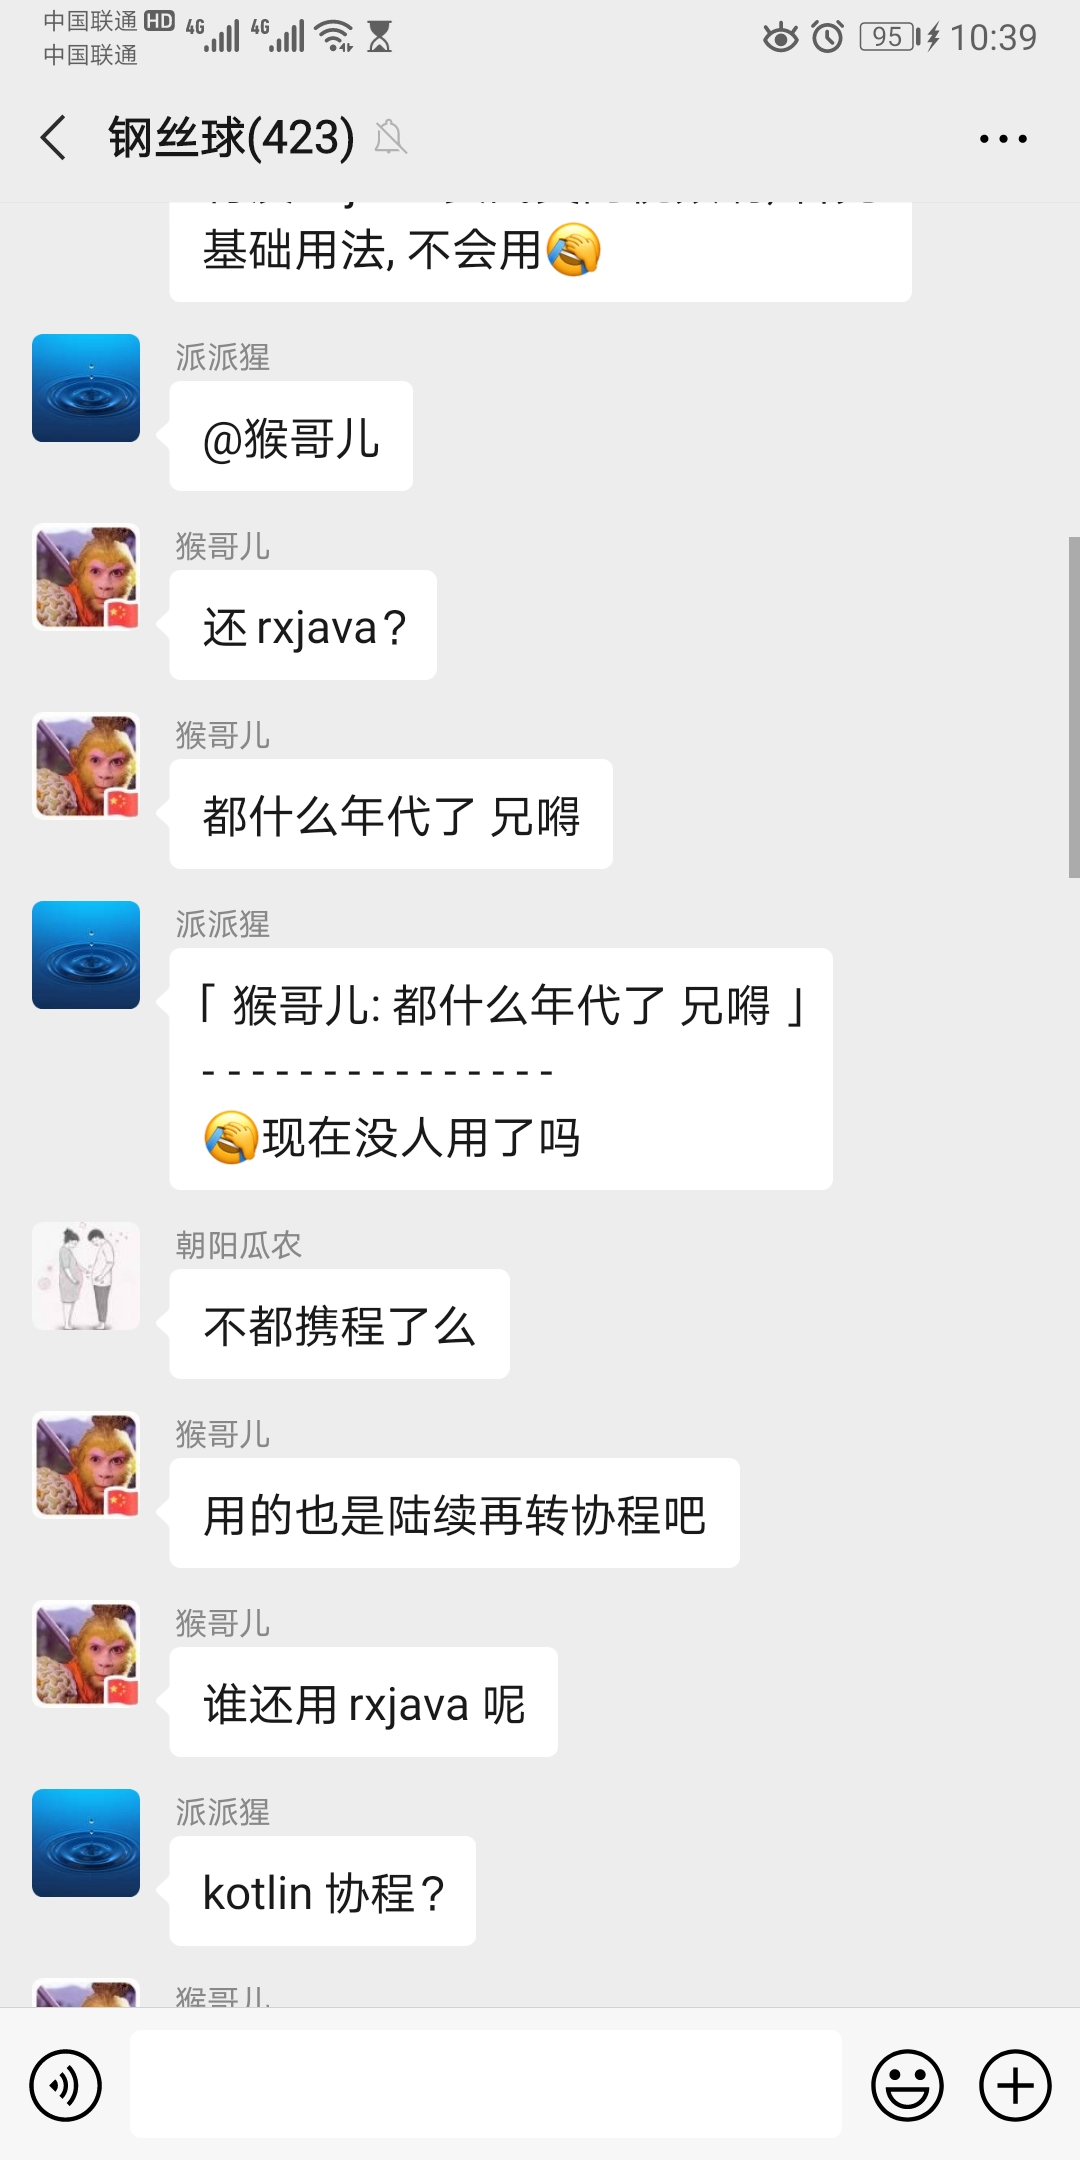 中国联通 HD 4G 4G 95 10:39
中国联通
钢丝球(423)
基础用法, 不会用
派派猩
@猴哥儿
猴哥儿
还 rxjava?
猴哥儿
都什么年代了 兄嘚
派派猩
「 猴哥儿: 都什么年代了 兄嘚 」
- - - - - - - - - - - - - - -
现在没人用了吗
朝阳瓜农
不都携程了么
猴哥儿
用的也是陆续再转协程吧
猴哥儿
谁还用 rxjava 呢
派派猩
kotlin 协程?
猴哥儿